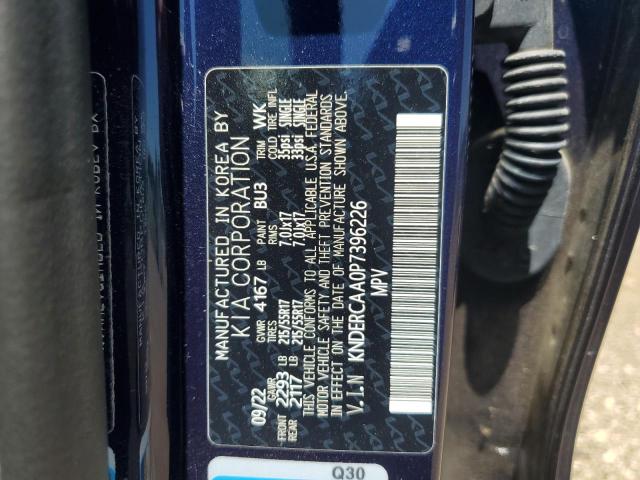 MANUFACTURED IN KOREA BY
KIA CORPORATION
09/22 GVWR 4167 LB PAINT BU3 TRIM WK
GAWR TIRES RIMS COLD TIRE INFL
FRONT 2293 LB 215/55R17 7.0Jx17 35psi SINGLE
REAR 2117 LB 215/55R17 7.0Jx17 33psi SINGLE
THIS VEHICLE CONFORMS TO ALL APPLICABLE U.S.A. FEDERAL
MOTOR VEHICLE SAFETY AND THEFT PREVENTION STANDARDS
IN EFFECT ON THE DATE OF MANUFACTURE SHOWN ABOVE.
V.I.N KNDERCAA0P7396226
MPV
Q30